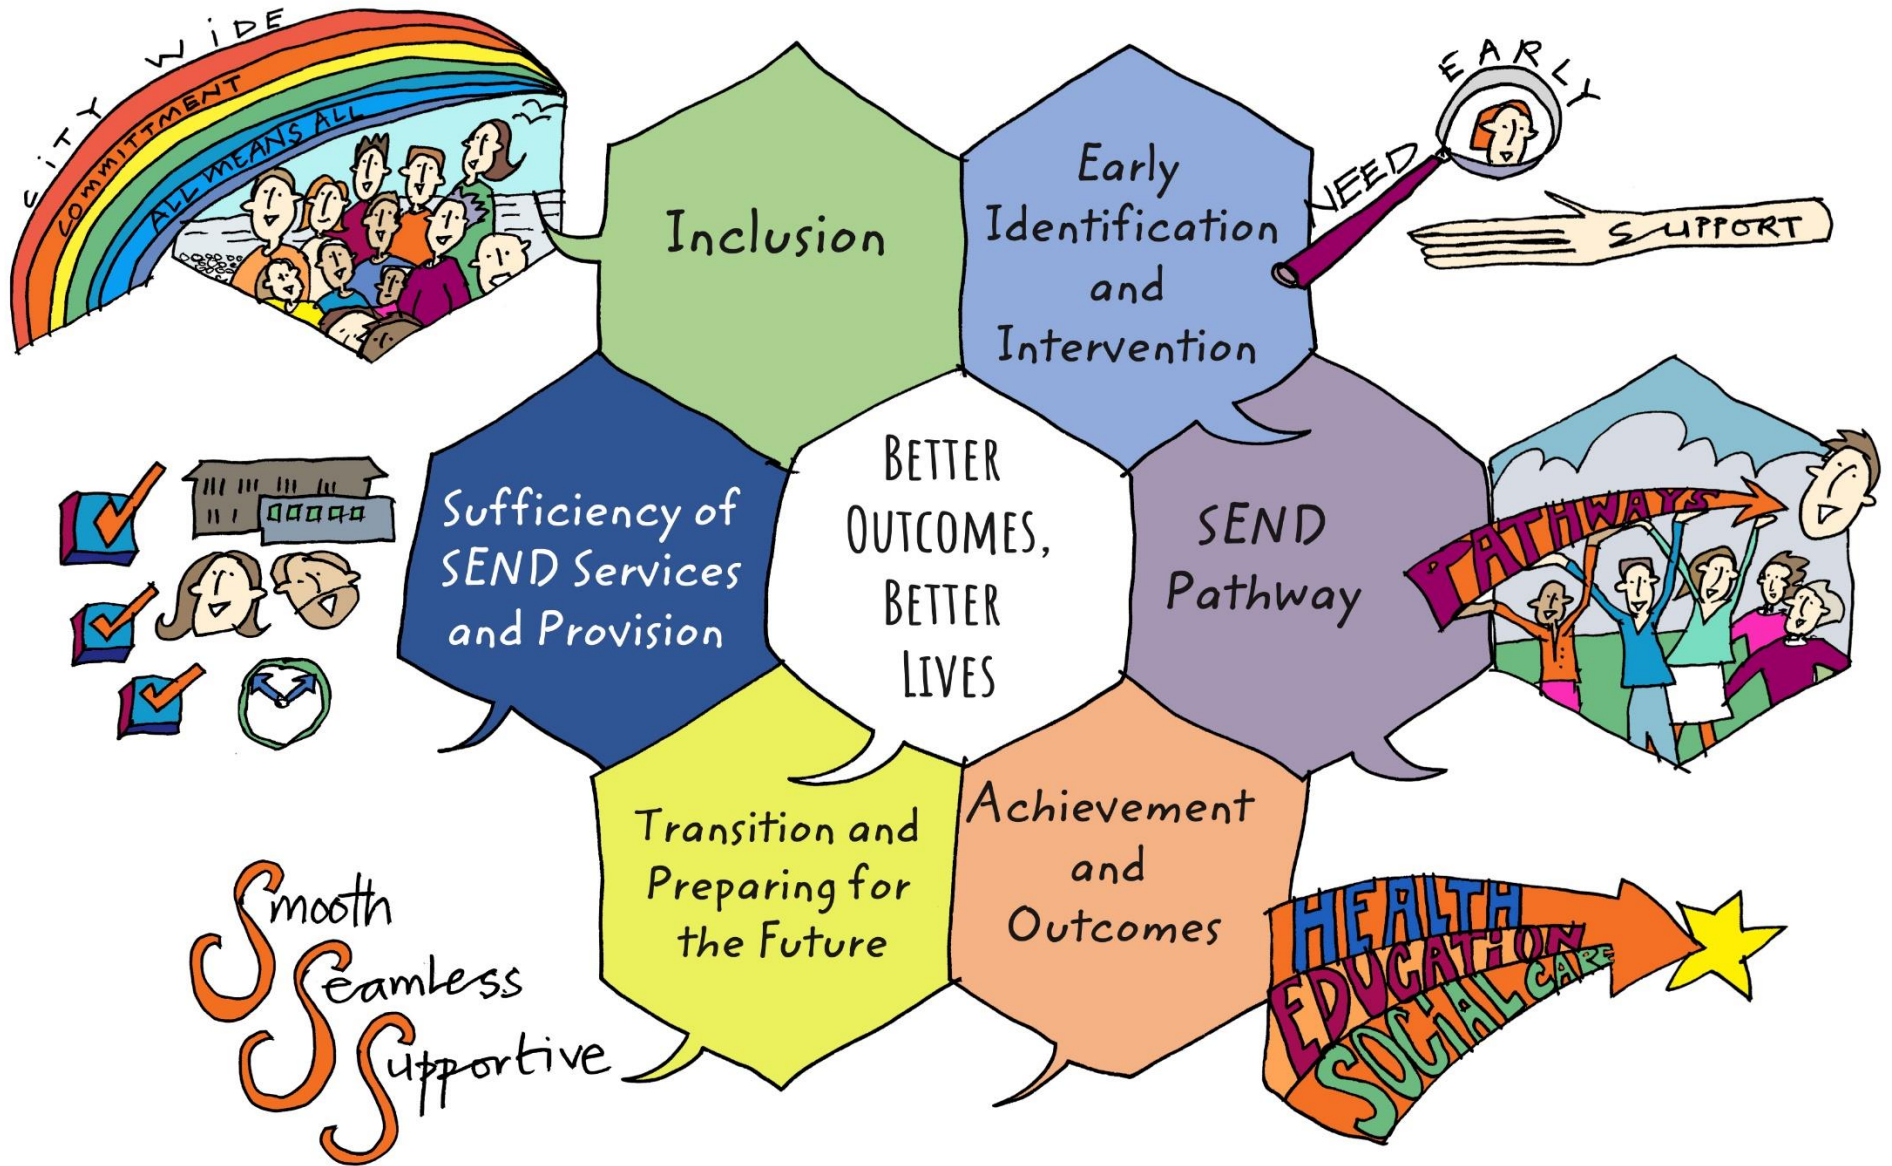 CITY WIDE
COMMITTMENT
ALL MEANS ALL
Inclusion
Early
Identification
and
Intervention
EARLY
NEED
SUPPORT
Sufficiency of
SEND Services
and Provision
BETTER
OUTCOMES,
BETTER
LIVES
SEND
Pathway
PATHWAYS
Transition and
Preparing for
the Future
Achievement
and
Outcomes
Smooth
Seamless
Supportive
HEALTH
EDUCATION
SOCIAL CARE